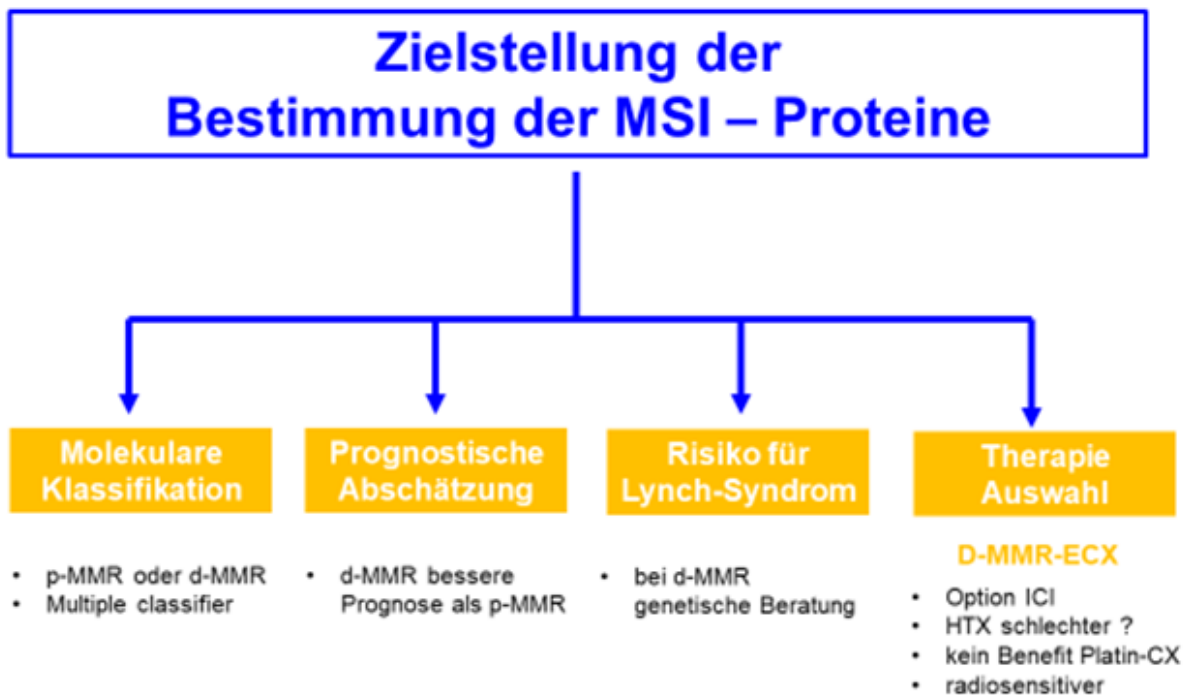 Zielstellung der
Bestimmung der MSI – Proteine
Molekulare
Klassifikation
• p-MMR oder d-MMR
• Multiple classifier
Prognostische
Abschätzung
• d-MMR bessere
Prognose als p-MMR
Risiko für
Lynch-Syndrom
• bei d-MMR
genetische Beratung
Therapie
Auswahl
D-MMR-ECX
• Option ICI
• HTX schlechter ?
• kein Benefit Platin-CX
• radiosensitiver